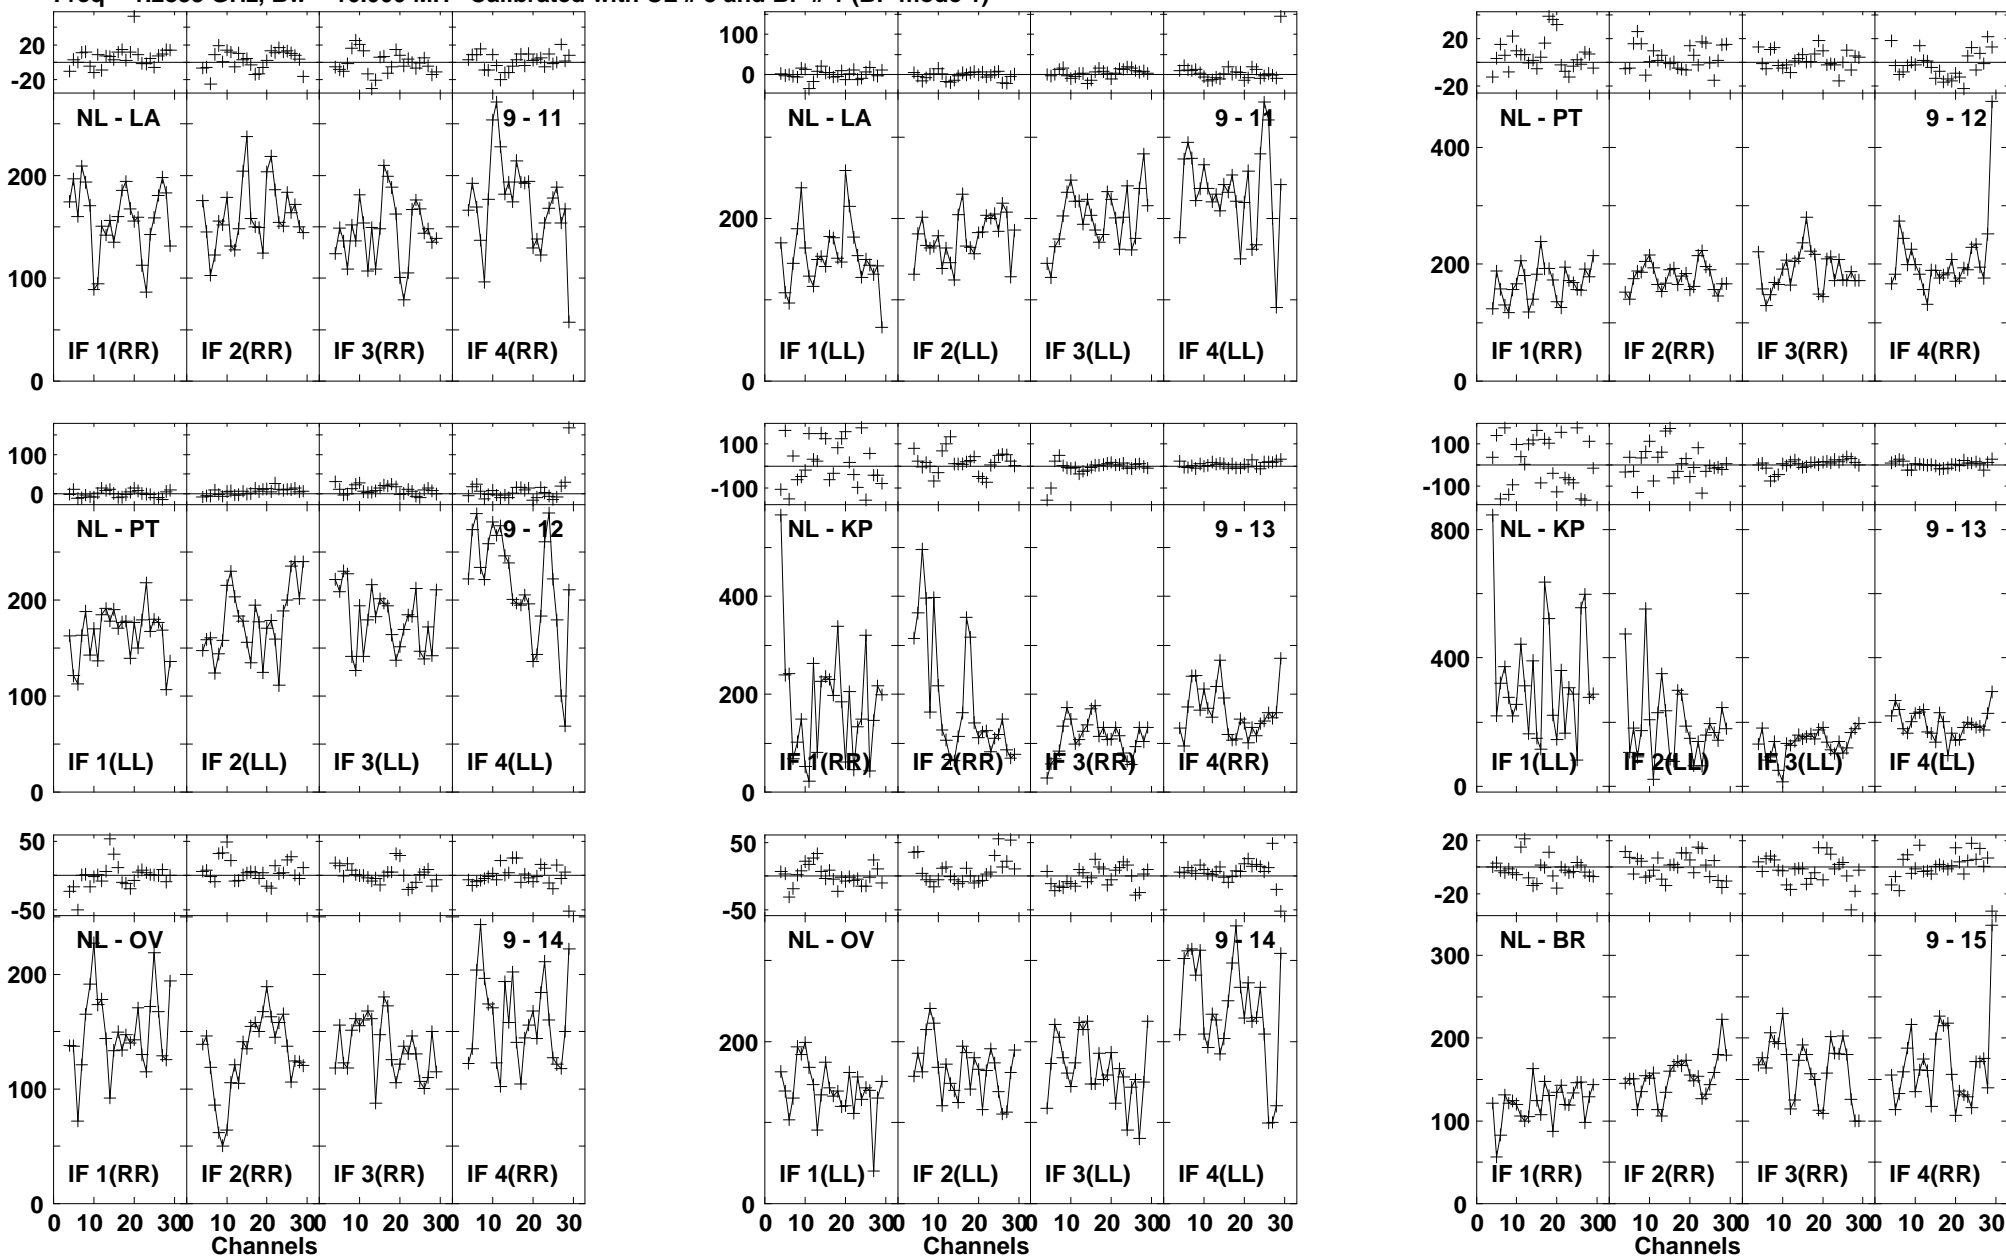 20 100 20
0 0 0
-20 -20
NL - LA 9 - 11 NL - LA 9 - 11 NL - PT 9 - 12
400
200 200 200
100
IF 1(RR) IF 2(RR) IF 3(RR) IF 4(RR) IF 1(LL) IF 2(LL) IF 3(LL) IF 4(LL) IF 1(RR) IF 2(RR) IF 3(RR) IF 4(RR)
0 0 0
100 100 100
0 0 0
-100 -100
NL - PT 9 - 12 NL - KP 9 - 13 NL - KP 9 - 13
800
200 400 400
100 200
IF 1(LL) IF 2(LL) IF 3(LL) IF 4(LL) IF 1(RR) IF 2(RR) IF 3(RR) IF 4(RR) IF 1(LL) IF 2(LL) IF 3(LL) IF 4(LL)
0 0 0
50 50 20
0 0 0
-50 -50 -20
NL - OV 9 - 14 NL - OV 9 - 14 NL - BR 9 - 15
300
200 200 200
100 100
IF 1(RR) IF 2(RR) IF 3(RR) IF 4(RR) IF 1(LL) IF 2(LL) IF 3(LL) IF 4(LL) IF 1(RR) IF 2(RR) IF 3(RR) IF 4(RR)
0 0 0
0 10 20 300 10 20 300 10 20 300 10 20 30 0 10 20 300 10 20 300 10 20 300 10 20 30 0 10 20 300 10 20 300 10 20 300 10 20 30
Channels Channels Channels